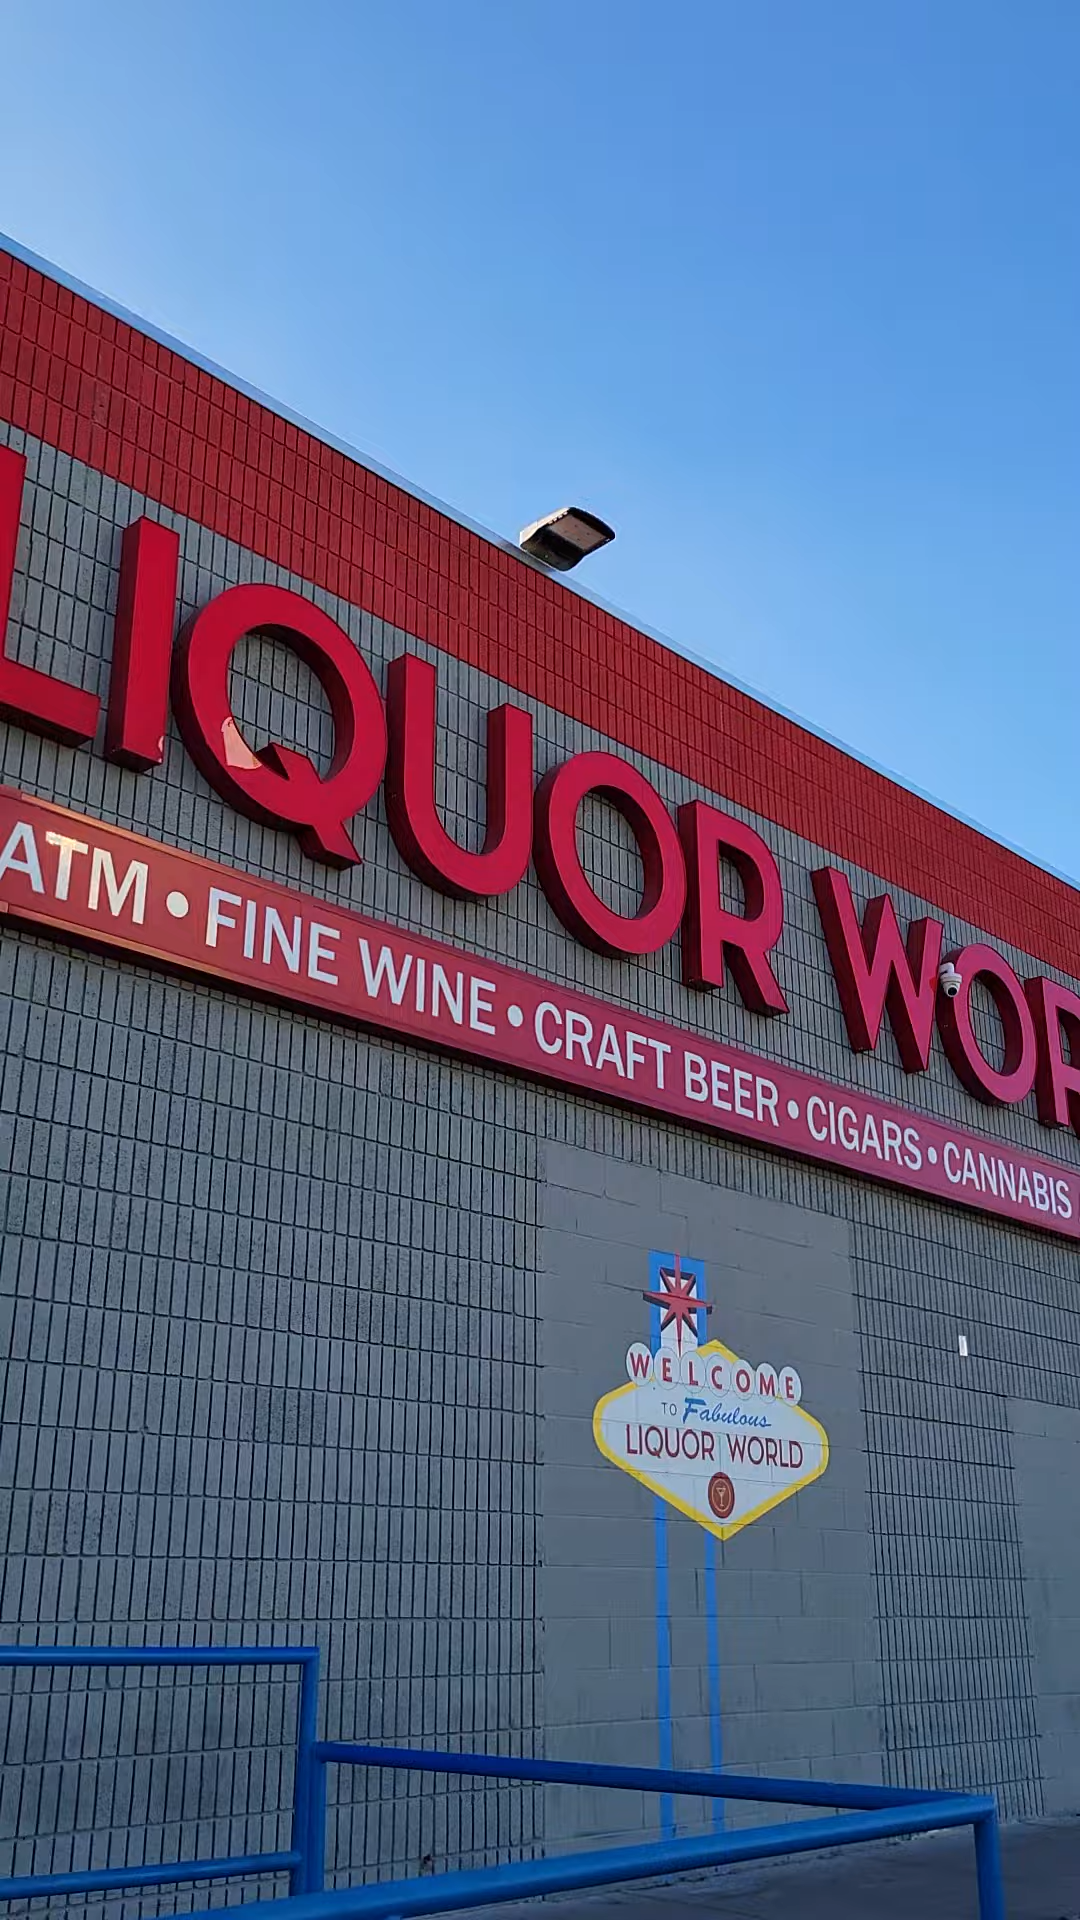 LIQUOR WOR
ATM • FINE WINE • CRAFT BEER • CIGARS • CANNABIS
WELCOME
TO Fabulous
LIQUOR WORLD